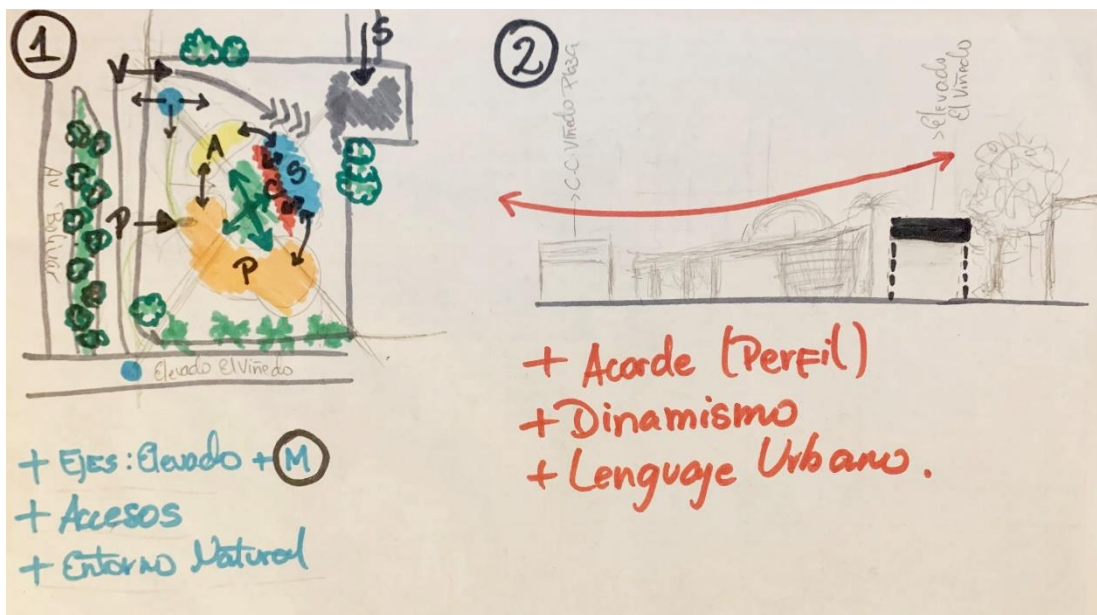 1
S
V
A
S
C
P
P
Av Bolívar
Elevado El Viñedo
+ Ejes: Elevado + M
+ Accesos
+ Entorno Natural
2
> C.C Viñedo Plaza
> Elevado
El Viñedo
+ Acorde (Perfil)
+ Dinamismo
+ Lenguaje Urbano.